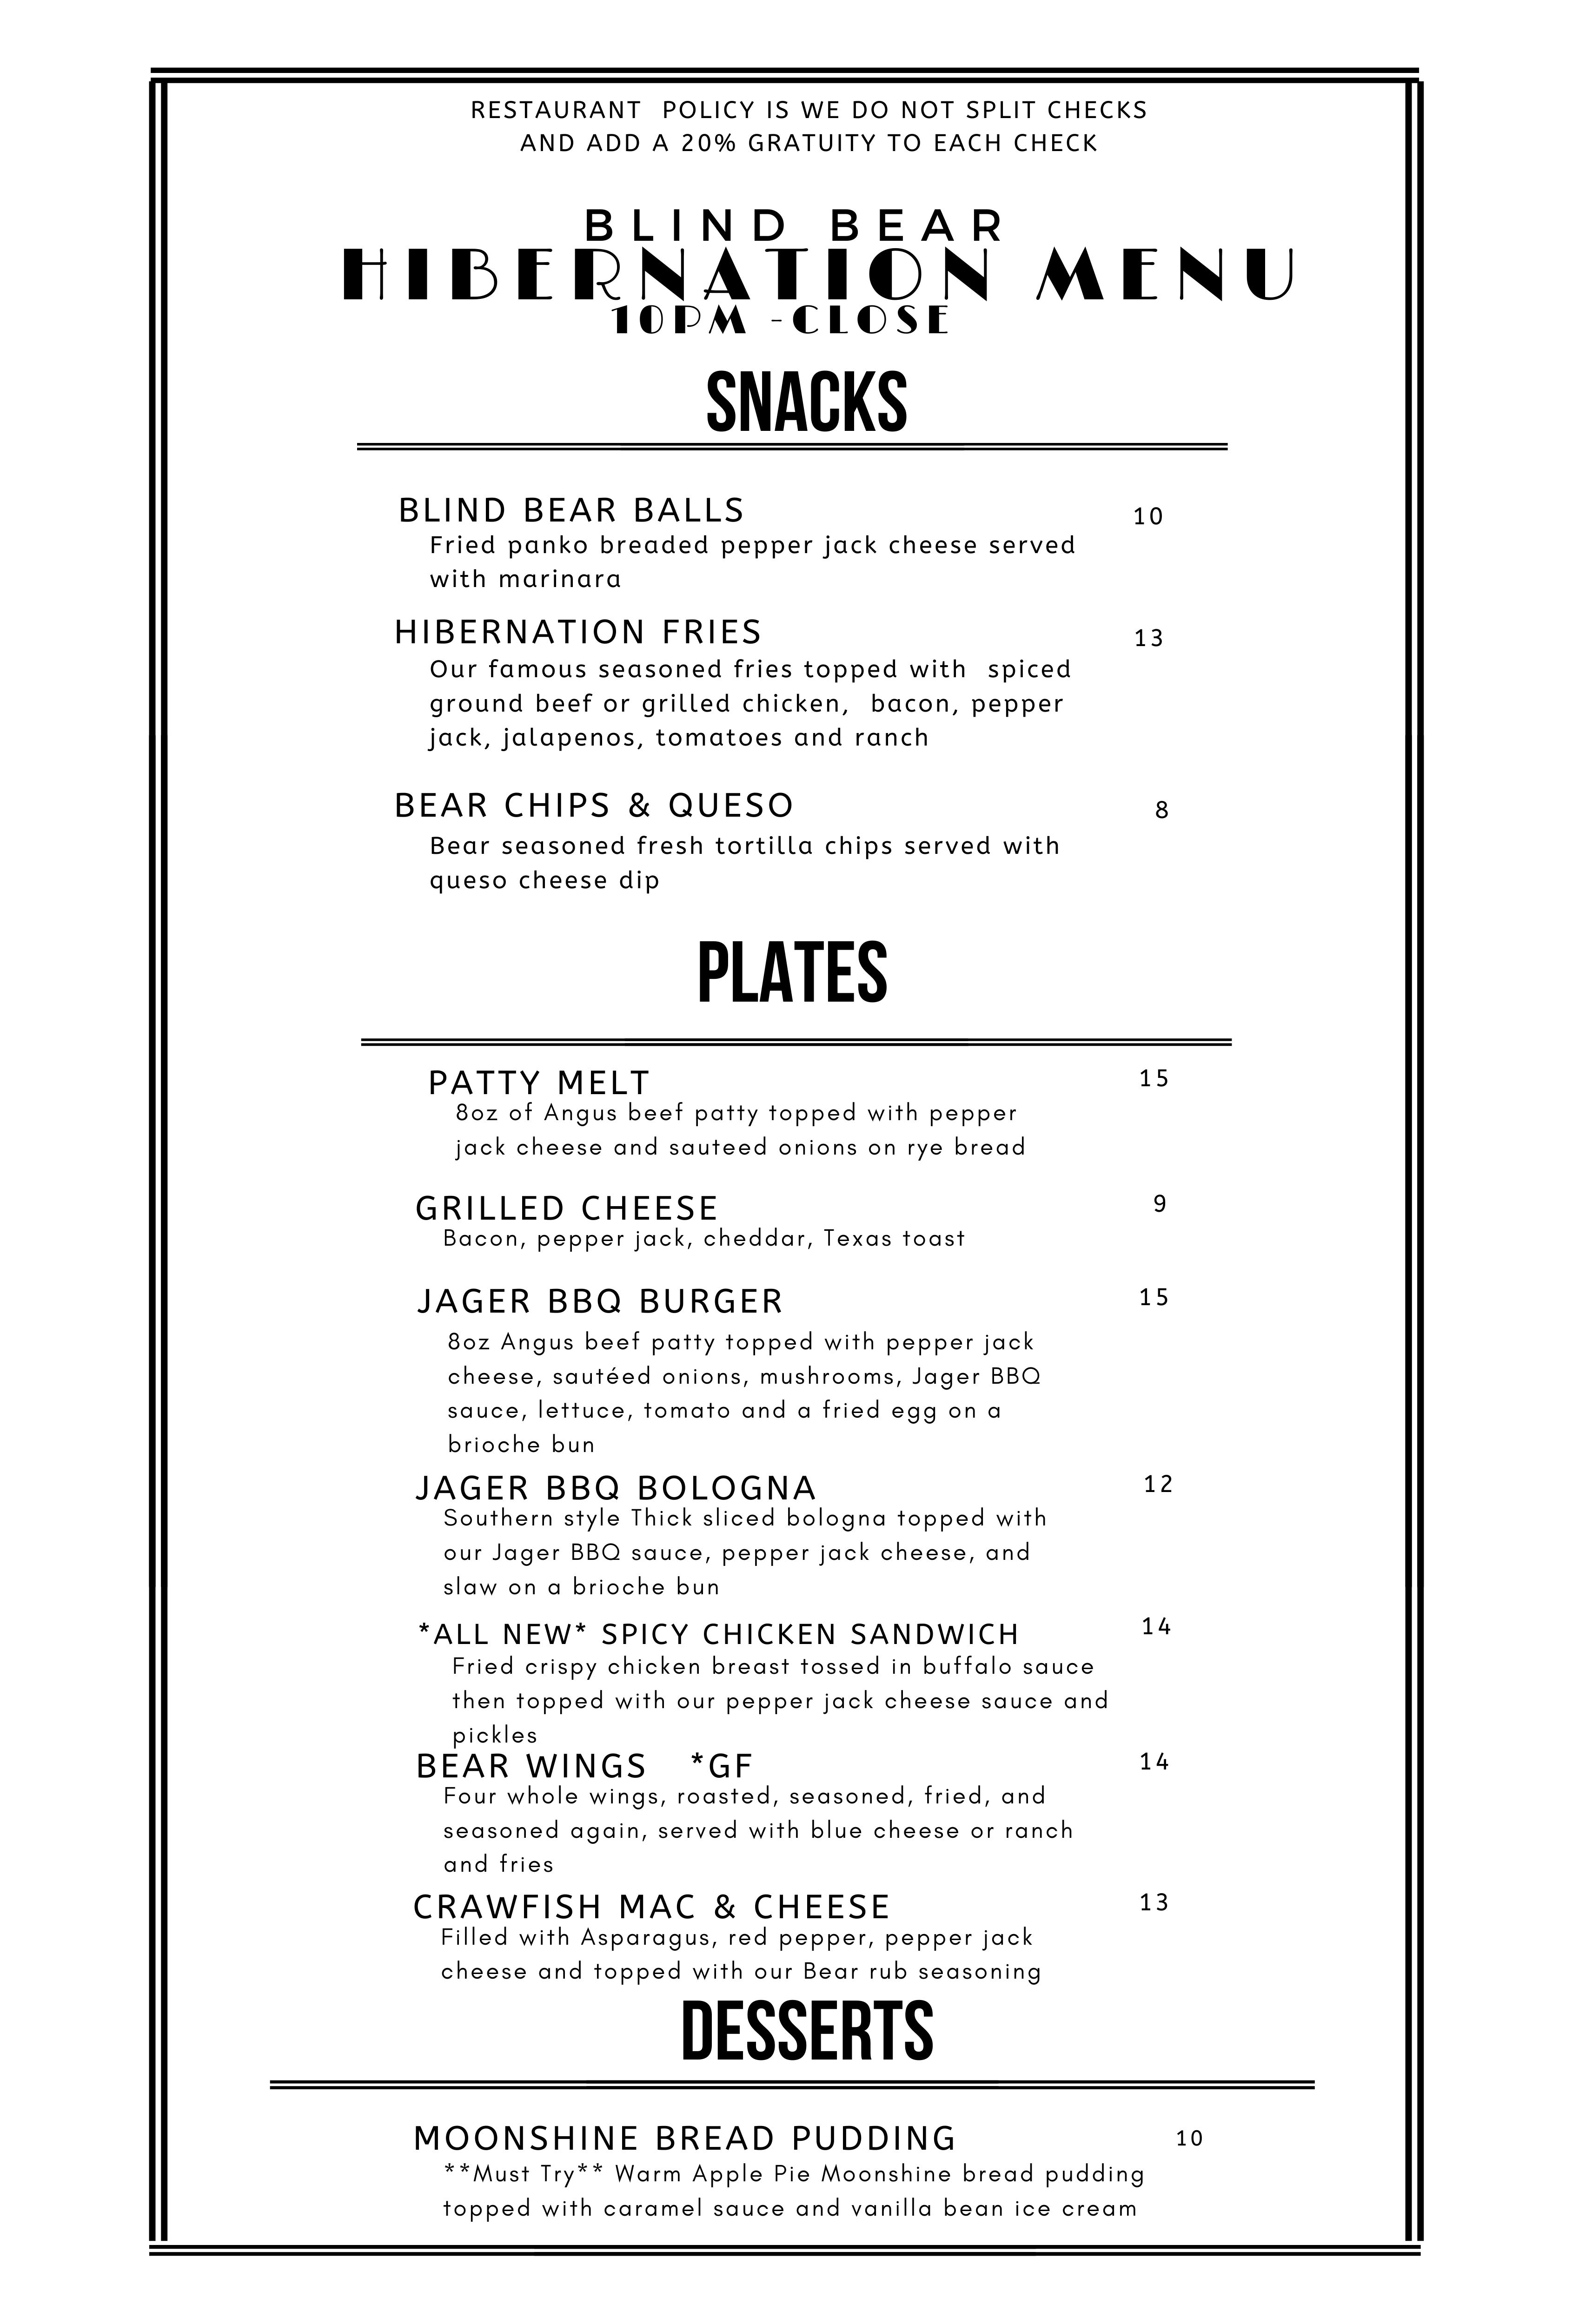 RESTAURANT POLICY IS WE DO NOT SPLIT CHECKS
AND ADD A 20% GRATUITY TO EACH CHECK
BLIND BEAR
HIBERNATION MENU
10PM -CLOSE
SNACKS
BLIND BEAR BALLS 10
Fried panko breaded pepper jack cheese served
with marinara
HIBERNATION FRIES 13
Our famous seasoned fries topped with spiced
ground beef or grilled chicken, bacon, pepper
jack, jalapenos, tomatoes and ranch
BEAR CHIPS & QUESO 8
Bear seasoned fresh tortilla chips served with
queso cheese dip
PLATES
PATTY MELT 15
8oz of Angus beef patty topped with pepper
jack cheese and sauteed onions on rye bread
GRILLED CHEESE 9
Bacon, pepper jack, cheddar, Texas toast
JAGER BBQ BURGER 15
8oz Angus beef patty topped with pepper jack
cheese, sautéed onions, mushrooms, Jager BBQ
sauce, lettuce, tomato and a fried egg on a
brioche bun
JAGER BBQ BOLOGNA 12
Southern style Thick sliced bologna topped with
our Jager BBQ sauce, pepper jack cheese, and
slaw on a brioche bun
*ALL NEW* SPICY CHICKEN SANDWICH 14
Fried crispy chicken breast tossed in buffalo sauce
then topped with our pepper jack cheese sauce and
pickles
BEAR WINGS *GF 14
Four whole wings, roasted, seasoned, fried, and
seasoned again, served with blue cheese or ranch
and fries
CRAWFISH MAC & CHEESE 13
Filled with Asparagus, red pepper, pepper jack
cheese and topped with our Bear rub seasoning
DESSERTS
MOONSHINE BREAD PUDDING 10
**Must Try** Warm Apple Pie Moonshine bread pudding
topped with caramel sauce and vanilla bean ice cream